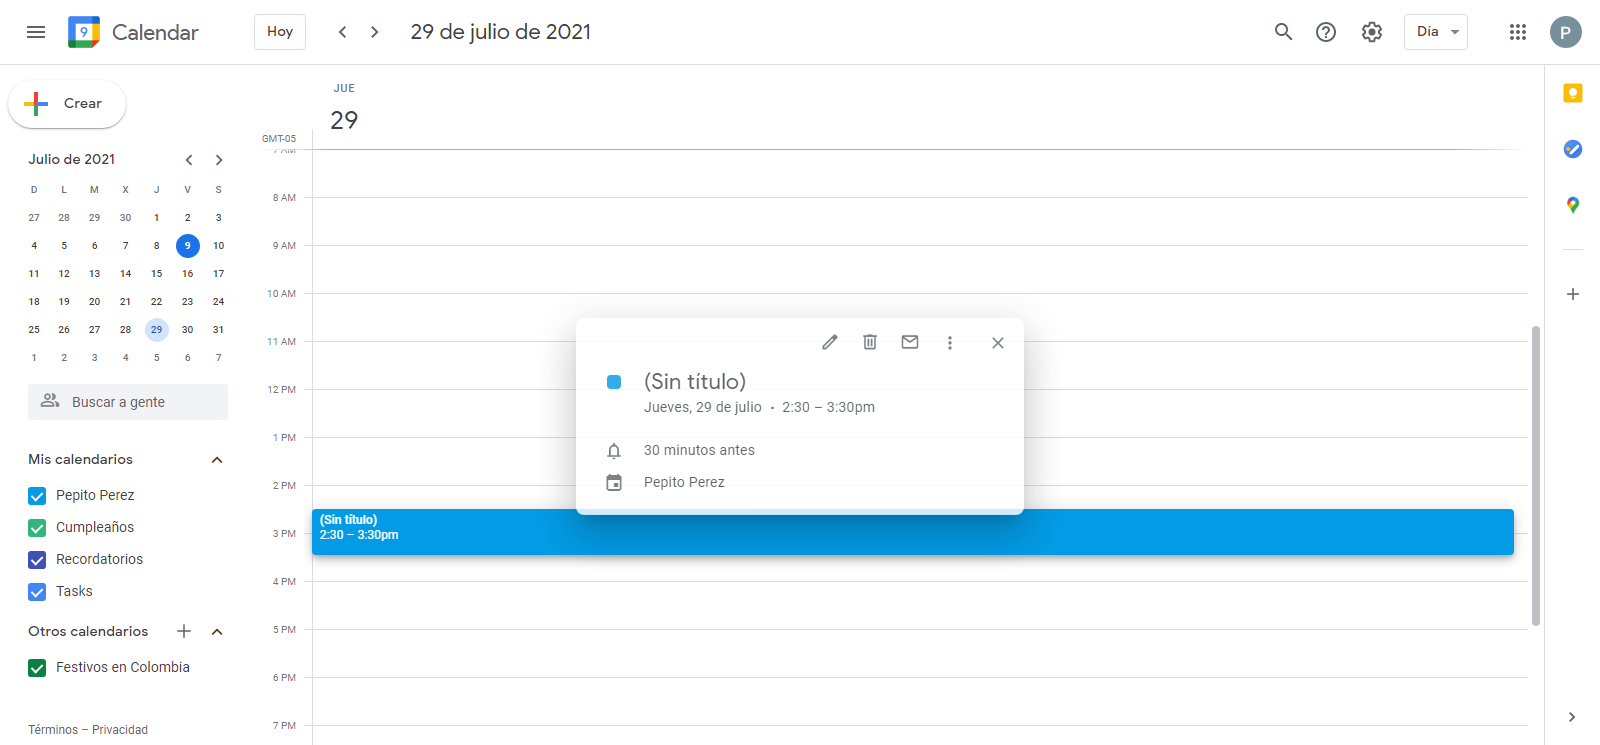 9 Calendar
Hoy
29 de julio de 2021
Día
P
Crear
Julio de 2021
D L M X J V S
27 28 29 30 1 2 3
4 5 6 7 8 9 10
11 12 13 14 15 16 17
18 19 20 21 22 23 24
25 26 27 28 29 30 31
1 2 3 4 5 6 7
Buscar a gente
Mis calendarios
Pepito Perez
Cumpleaños
Recordatorios
Tasks
Otros calendarios
Festivos en Colombia
Términos – Privacidad
JUE
29
GMT-05
7 AM
8 AM
9 AM
10 AM
11 AM
12 PM
1 PM
2 PM
3 PM
4 PM
5 PM
6 PM
7 PM
(Sin título)
Jueves, 29 de julio • 2:30 – 3:30pm
30 minutos antes
Pepito Perez
(Sin título)
2:30 – 3:30pm